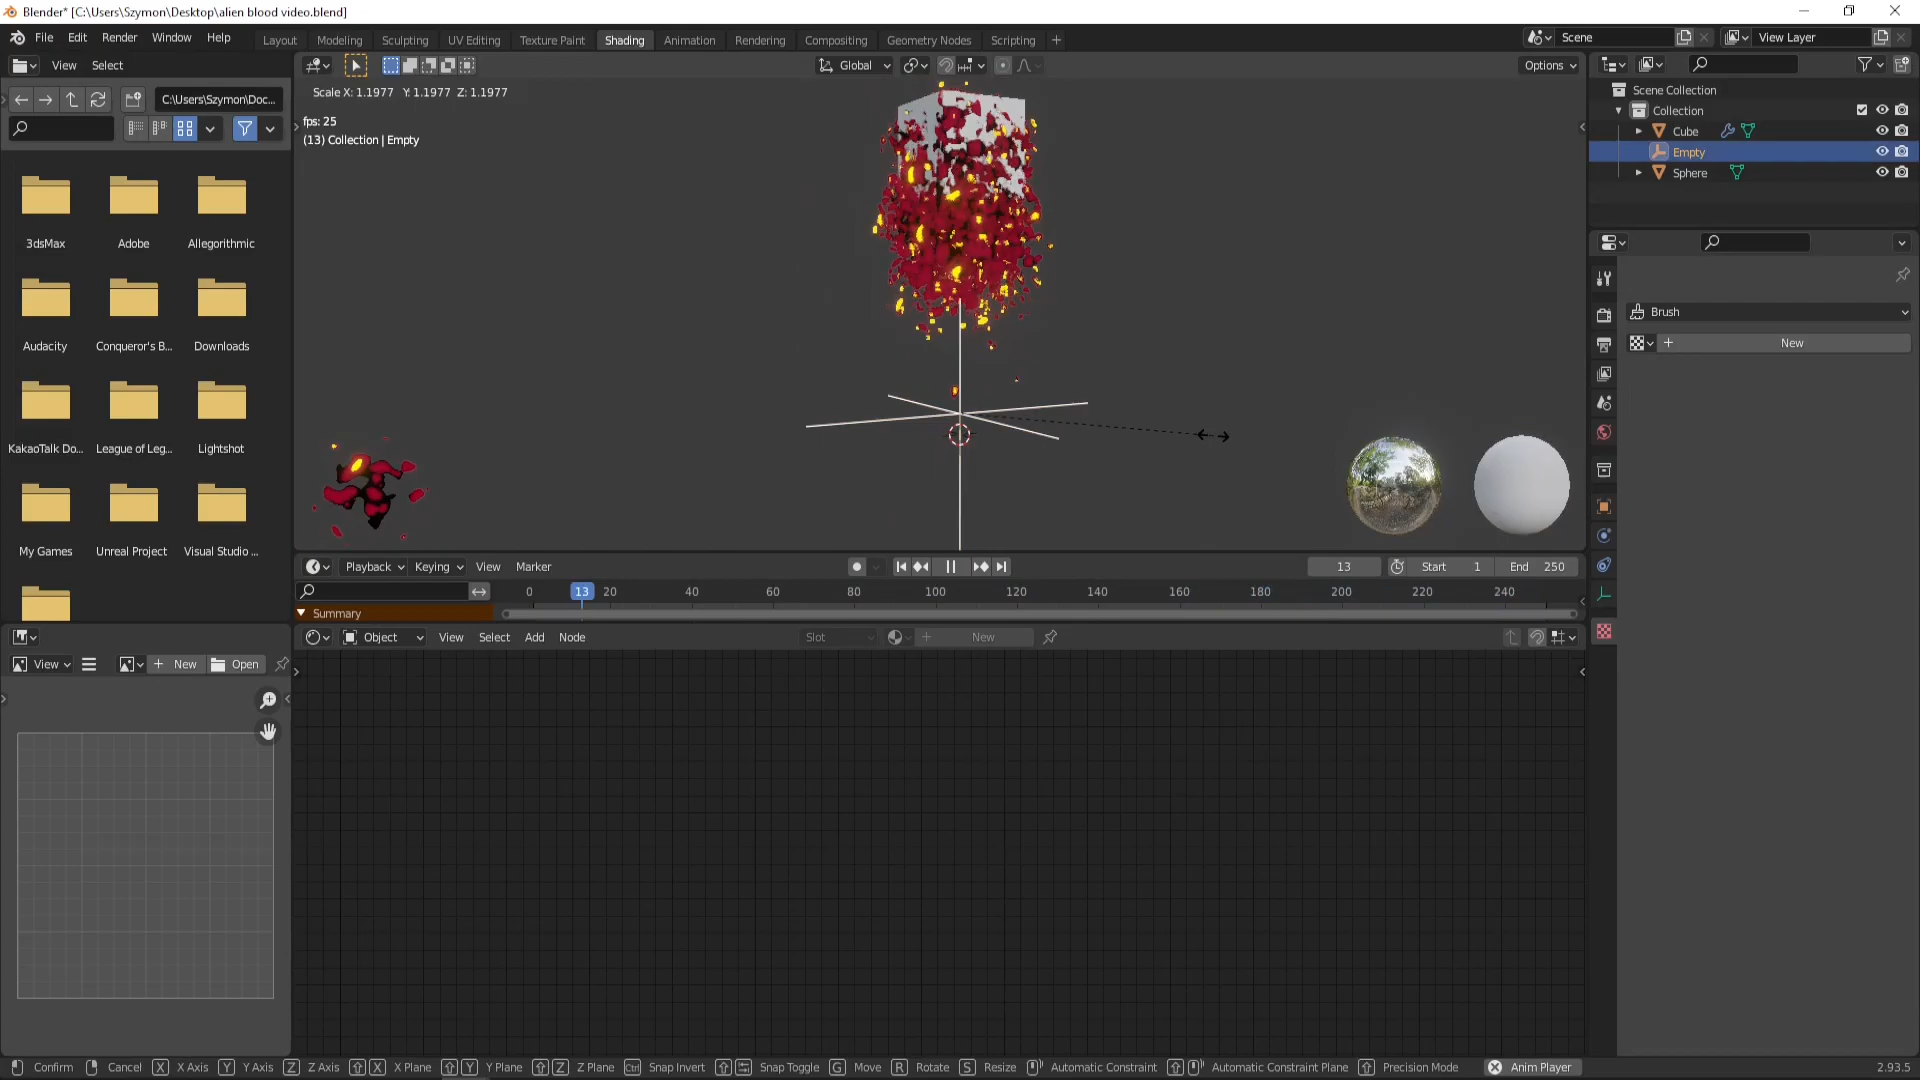 Blender* [C:\Users\Szymon\Desktop\alien blood video.blend]
File Edit Render Window Help
Layout Modeling Sculpting UV Editing Texture Paint Shading Animation Rendering Compositing Geometry Nodes Scripting +
Scene
View Layer
View Select
Global
Options
C:\Users\Szymon\Doc...
Scale X: 1.1977 Y: 1.1977 Z: 1.1977
fps: 25
(13) Collection | Empty
Scene Collection
Collection
Cube
Empty
Sphere
Brush
New
3dsMax Adobe Allegorithmic
Audacity Conqueror's B... Downloads
KakaoTalk Do... League of Leg... Lightshot
My Games Unreal Project Visual Studio ...
Playback Keying View Marker
13 Start 1 End 250
0 13 20 40 60 80 100 120 140 160 180 200 220 240
Summary
Object View Select Add Node
Slot
New
View New Open
Confirm Cancel X X Axis Y Y Axis Z Z Axis X X Plane Y Y Plane Z Z Plane Ctrl Snap Invert Snap Toggle G Move R Rotate S Resize Automatic Constraint Automatic Constraint Plane Precision Mode Anim Player 2.93.5